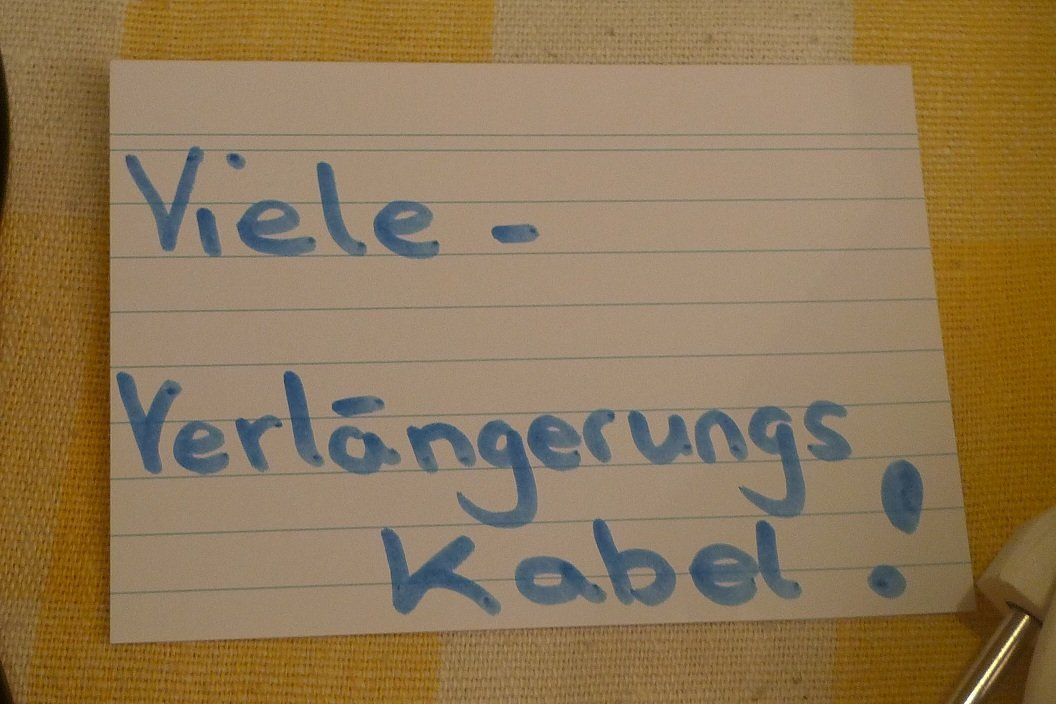 Viele -
Verlängerungs
Kabel !